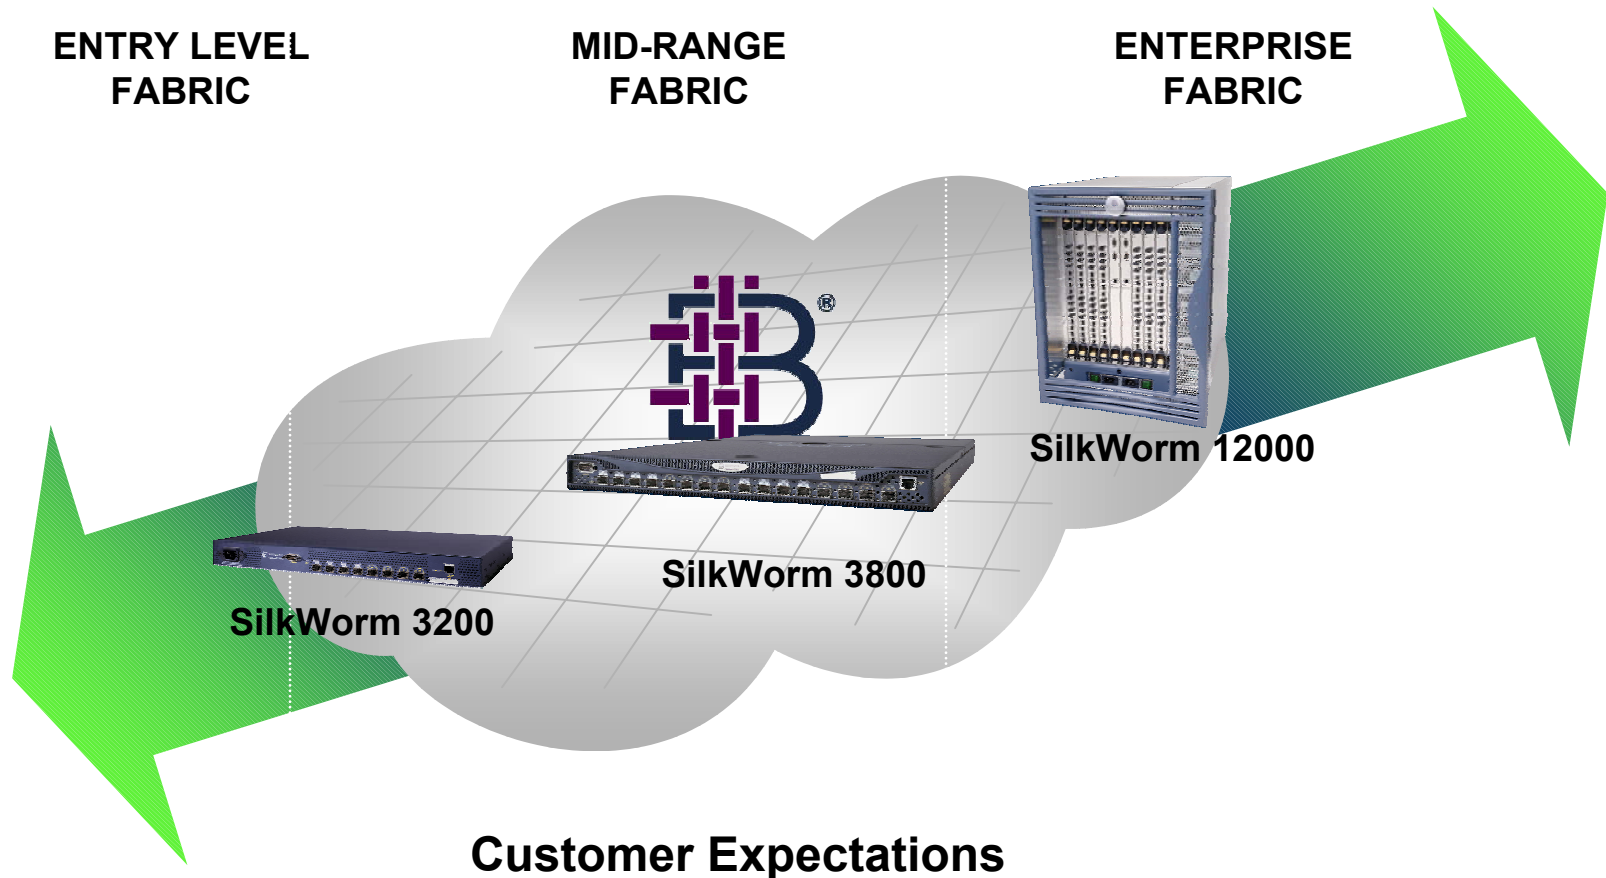 ENTRY LEVEL
FABRIC
MID-RANGE
FABRIC
ENTERPRISE
FABRIC
B®
SilkWorm 12000
SilkWorm 3800
SilkWorm 3200
Customer Expectations